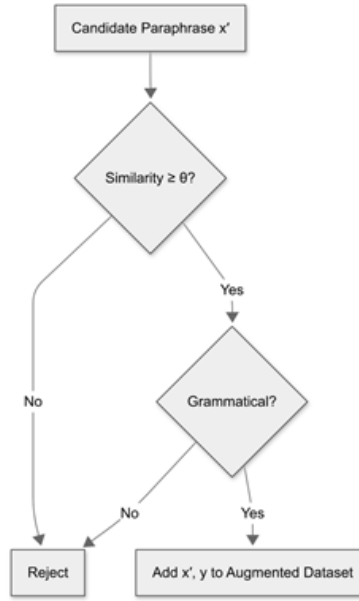 Candidate Paraphrase x′
Similarity ≥ θ?
Yes
No
Grammatical?
No
Yes
Reject
Add x′, y to Augmented Dataset